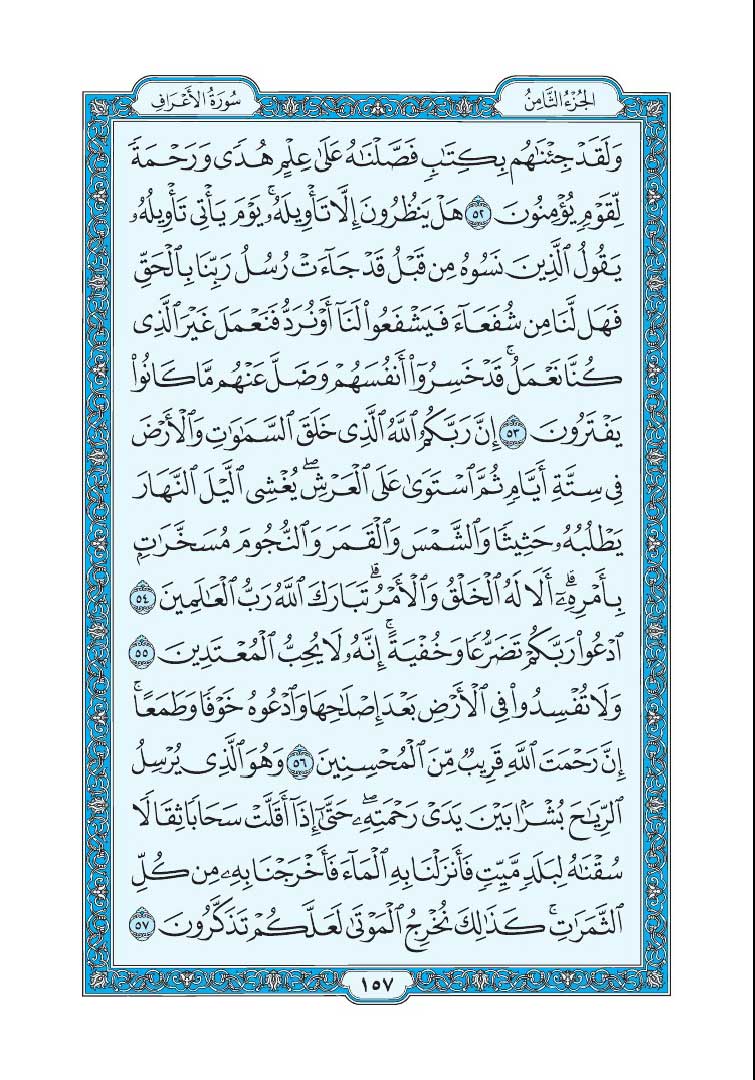 الجُزْءُ الثَّامِنُ
سُورَةُ الأَعْرَافِ
وَلَقَدْ جِئْنَٰهُم بِكِتَٰبٍ فَصَّلْنَٰهُ عَلَىٰ عِلْمٍ هُدًى وَرَحْمَةً
لِّقَوْمٍ يُؤْمِنُونَ ٥٢ هَلْ يَنظُرُونَ إِلَّا تَأْوِيلَهُۥۚ يَوْمَ يَأْتِى تَأْوِيلُهُۥ
يَقُولُ ٱلَّذِينَ نَسُوهُ مِن قَبْلُ قَدْ جَآءَتْ رُسُلُ رَبِّنَا بِٱلْحَقِّ
فَهَل لَّنَا مِن شُفَعَآءَ فَيَشْفَعُوا۟ لَنَآ أَوْ نُرَدُّ فَنَعْمَلَ غَيْرَ ٱلَّذِى
كُنَّا نَعْمَلُۚ قَدْ خَسِرُوٓا۟ أَنفُسَهُمْ وَضَلَّ عَنْهُم مَّا كَانُوا۟
يَفْتَرُونَ ٥٣ إِنَّ رَبَّكُمُ ٱللَّهُ ٱلَّذِى خَلَقَ ٱلسَّمَٰوَٰتِ وَٱلْأَرْضَ
فِى سِتَّةِ أَيَّامٍ ثُمَّ ٱسْتَوَىٰ عَلَى ٱلْعَرْشِۖ يُغْشِى ٱلَّيْلَ ٱلنَّهَارَ
يَطْلُبُهُۥ حَثِيثًا وَٱلشَّمْسَ وَٱلْقَمَرَ وَٱلنُّجُومَ مُسَخَّرَٰتٍۭ
بِأَمْرِهِۦٓۗ أَلَا لَهُ ٱلْخَلْقُ وَٱلْأَمْرُۗ تَبَارَكَ ٱللَّهُ رَبُّ ٱلْعَٰلَمِينَ ٥٤
ٱدْعُوا۟ رَبَّكُمْ تَضَرُّعًا وَخُفْيَةًۚ إِنَّهُۥ لَا يُحِبُّ ٱلْمُعْتَدِينَ ٥٥
وَلَا تُفْسِدُوا۟ فِى ٱلْأَرْضِ بَعْدَ إِصْلَٰحِهَا وَٱدْعُوهُ خَوْفًا وَطَمَعًاۚ
إِنَّ رَحْمَتَ ٱللَّهِ قَرِيبٌ مِّنَ ٱلْمُحْسِنِينَ ٥٦ وَهُوَ ٱلَّذِى يُرْسِلُ
ٱلرِّيَٰحَ بُشْرًۢا بَيْنَ يَدَىْ رَحْمَتِهِۦۖ حَتَّىٰٓ إِذَآ أَقَلَّتْ سَحَابًا ثِقَالًا
سُقْنَٰهُ لِبَلَدٍ مَّيِّتٍ فَأَنزَلْنَا بِهِ ٱلْمَآءَ فَأَخْرَجْنَا بِهِۦ مِن كُلِّ
ٱلثَّمَرَٰتِۚ كَذَٰلِكَ نُخْرِجُ ٱلْمَوْتَىٰ لَعَلَّكُمْ تَذَكَّرُونَ ٥٧
١٥٧